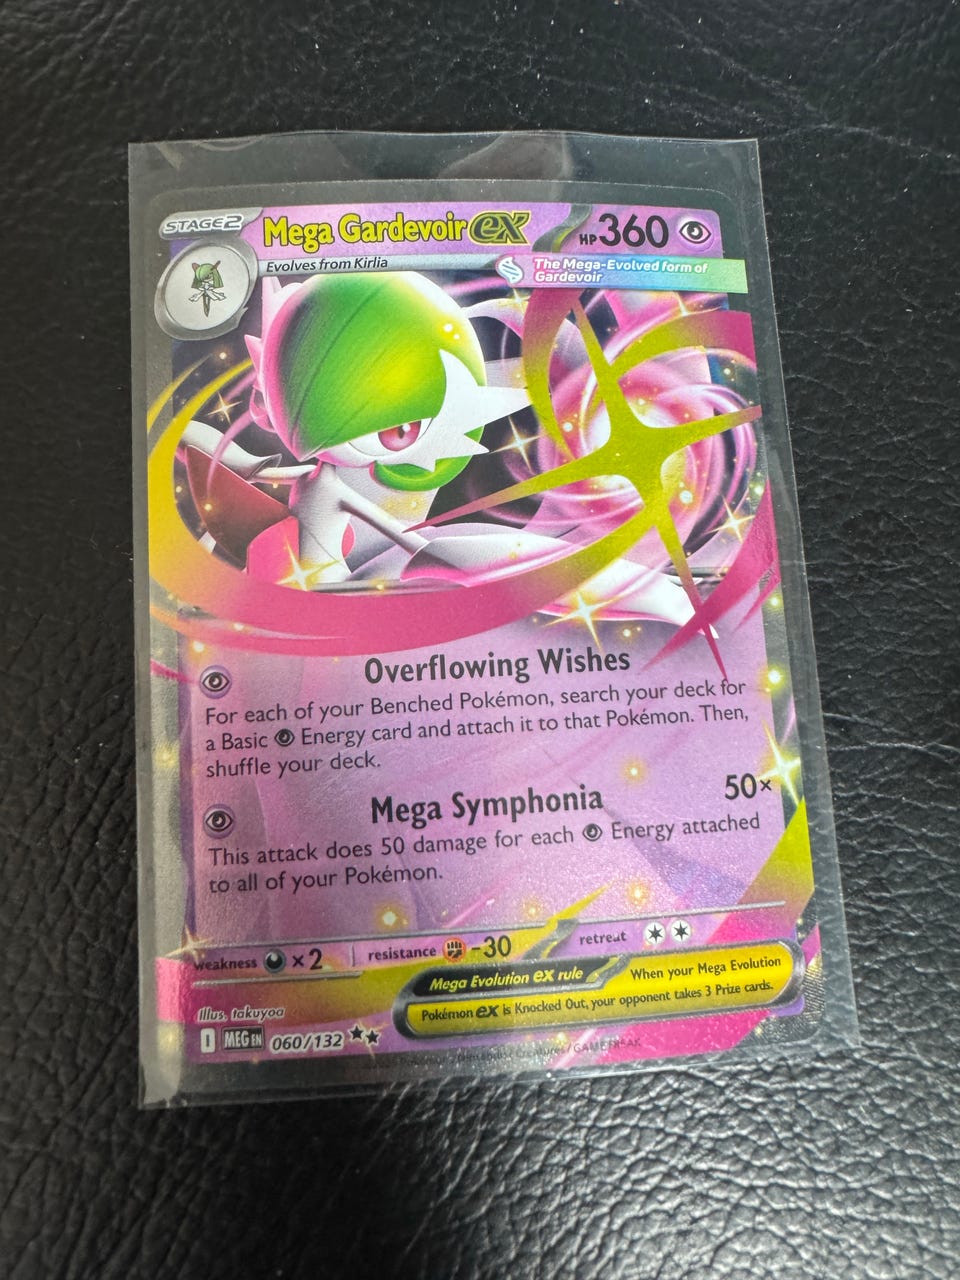 STAGE2 Mega Gardevoir ex HP 360
Evolves from Kirlia
The Mega-Evolved form of
Gardevoir
Overflowing Wishes
For each of your Benched Pokémon, search your deck for
a Basic Energy card and attach it to that Pokémon. Then,
shuffle your deck.
Mega Symphonia 50×
This attack does 50 damage for each Energy attached
to all of your Pokémon.
weakness ×2 resistance -30 retreat
Mega Evolution ex rule When your Mega Evolution
Pokémon ex is Knocked Out, your opponent takes 3 Prize cards.
Illus. takuyoa
I MEG EN 060/132
Creatures / GAME FREAK